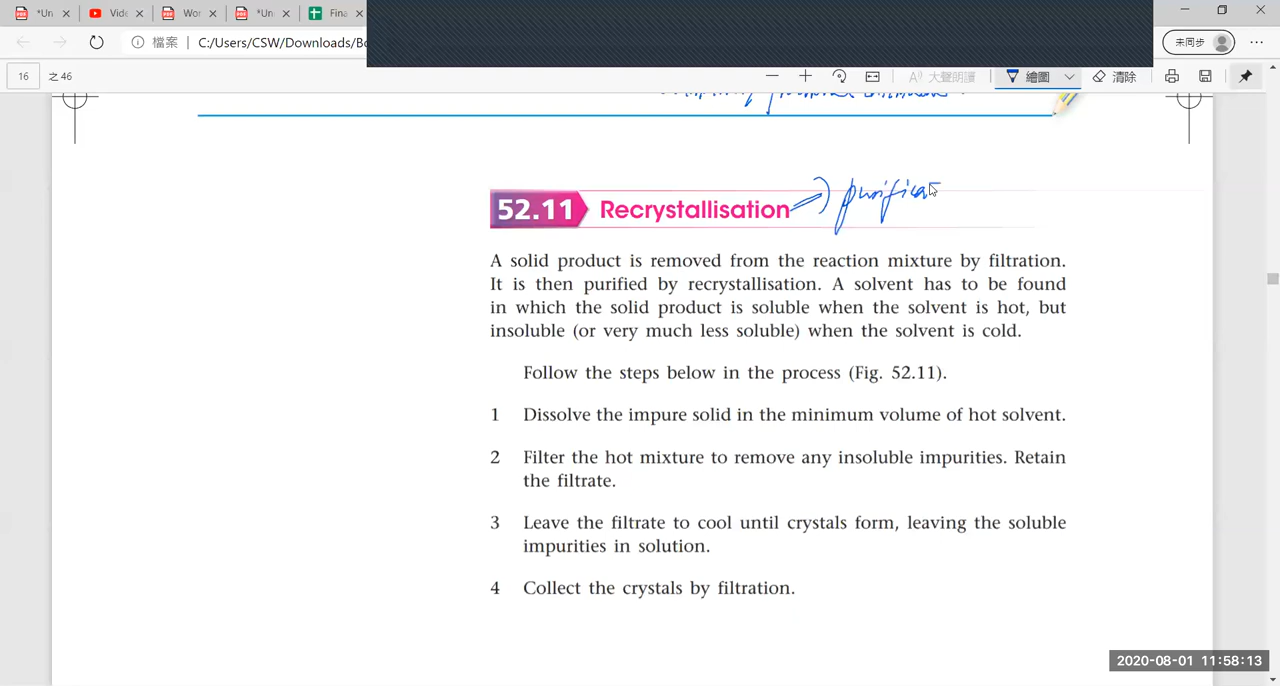 *Un
Vide
Wor
*Un
Fina
檔案 C:/Users/CSW/Downloads/Bo
未同步
16 之 46
大聲朗讀
繪圖
清除
52.11 Recrystallisation ⇒ purificat
A solid product is removed from the reaction mixture by filtration.
It is then purified by recrystallisation. A solvent has to be found
in which the solid product is soluble when the solvent is hot, but
insoluble (or very much less soluble) when the solvent is cold.
Follow the steps below in the process (Fig. 52.11).
1 Dissolve the impure solid in the minimum volume of hot solvent.
2 Filter the hot mixture to remove any insoluble impurities. Retain
the filtrate.
3 Leave the filtrate to cool until crystals form, leaving the soluble
impurities in solution.
4 Collect the crystals by filtration.
2020-08-01 11:58:13